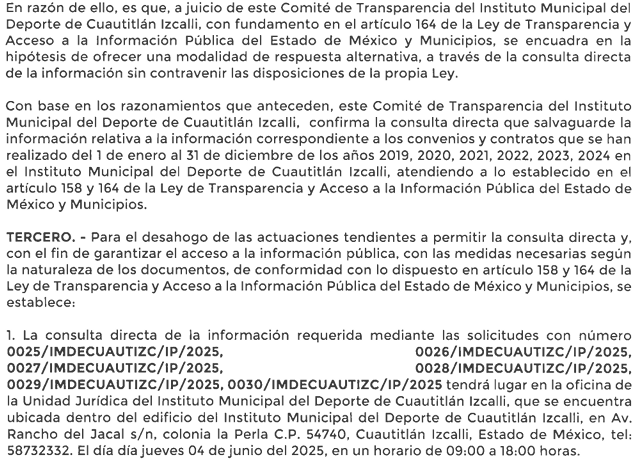 En razón de ello, es que, a juicio de este Comité de Transparencia del Instituto Municipal del
Deporte de Cuautitlán Izcalli, con fundamento en el artículo 164 de la Ley de Transparencia y
Acceso a la Información Pública del Estado de México y Municipios, se encuadra en la
hipótesis de ofrecer una modalidad de respuesta alternativa, a través de la consulta directa
de la información sin contravenir las disposiciones de la propia Ley.
Con base en los razonamientos que anteceden, este Comité de Transparencia del Instituto
Municipal del Deporte de Cuautitlán Izcalli, confirma la consulta directa que salvaguarde la
información relativa a la información correspondiente a los convenios y contratos que se han
realizado del 1 de enero al 31 de diciembre de los años 2019, 2020, 2021, 2022, 2023, 2024 en
el Instituto Municipal del Deporte de Cuautitlán Izcalli, atendiendo a lo establecido en el
artículo 158 y 164 de la Ley de Transparencia y Acceso a la Información Pública del Estado de
México y Municipios.
TERCERO. - Para el desahogo de las actuaciones tendientes a permitir la consulta directa y,
con el fin de garantizar el acceso a la información pública, con las medidas necesarias según
la naturaleza de los documentos, de conformidad con lo dispuesto en artículo 158 y 164 de la
Ley de Transparencia y Acceso a la Información Pública del Estado de México y Municipios, se
establece:
1. La consulta directa de la información requerida mediante las solicitudes con número
0025/IMDECUAUTIZC/IP/2025, 0026/IMDECUAUTIZC/IP/2025,
0027/IMDECUAUTIZC/IP/2025, 0028/IMDECUAUTIZC/IP/2025,
0029/IMDECUAUTIZC/IP/2025, 0030/IMDECUAUTIZC/IP/2025 tendrá lugar en la oficina de
la Unidad Jurídica del Instituto Municipal del Deporte de Cuautitlán Izcalli, que se encuentra
ubicada dentro del edificio del Instituto Municipal del Deporte de Cuautitlán Izcalli, en Av.
Rancho del Jacal s/n, colonia la Perla C.P. 54740, Cuautitlán Izcalli, Estado de México, tel:
58732332. El día día jueves 04 de junio del 2025, en un horario de 09:00 a 18:00 horas.